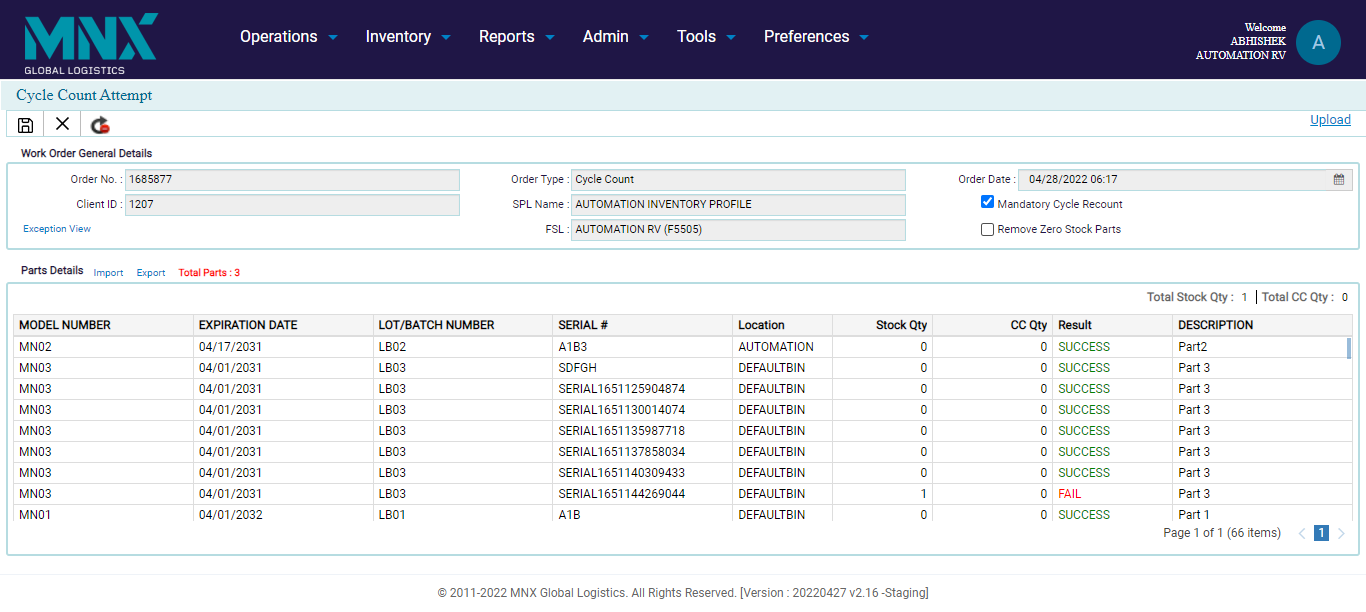 MNX
GLOBAL LOGISTICS
Operations Inventory Reports Admin Tools Preferences
Welcome
ABHISHEK
AUTOMATION RV
A
Cycle Count Attempt
Upload
Work Order General Details
Order No. : 1685877 Order Type : Cycle Count Order Date : 04/28/2022 06:17
Client ID : 1207 SPL Name : AUTOMATION INVENTORY PROFILE Mandatory Cycle Recount
Exception View FSL : AUTOMATION RV (F5505) Remove Zero Stock Parts
Parts Details Import Export Total Parts : 3
Total Stock Qty : 1 Total CC Qty : 0
MODEL NUMBER EXPIRATION DATE LOT/BATCH NUMBER SERIAL # Location Stock Qty CC Qty Result DESCRIPTION
MN02 04/17/2031 LB02 A1B3 AUTOMATION 0 0 SUCCESS Part2
MN03 04/01/2031 LB03 SDFGH DEFAULTBIN 0 0 SUCCESS Part 3
MN03 04/01/2031 LB03 SERIAL1651125904874 DEFAULTBIN 0 0 SUCCESS Part 3
MN03 04/01/2031 LB03 SERIAL1651130014074 DEFAULTBIN 0 0 SUCCESS Part 3
MN03 04/01/2031 LB03 SERIAL1651135987718 DEFAULTBIN 0 0 SUCCESS Part 3
MN03 04/01/2031 LB03 SERIAL1651137858034 DEFAULTBIN 0 0 SUCCESS Part 3
MN03 04/01/2031 LB03 SERIAL1651140309433 DEFAULTBIN 0 0 SUCCESS Part 3
MN03 04/01/2031 LB03 SERIAL1651144269044 DEFAULTBIN 1 0 FAIL Part 3
MN01 04/01/2032 LB01 A1B DEFAULTBIN 0 0 SUCCESS Part 1
Page 1 of 1 (66 items) 1
© 2011-2022 MNX Global Logistics. All Rights Reserved. [Version : 20220427 v2.16 -Staging]